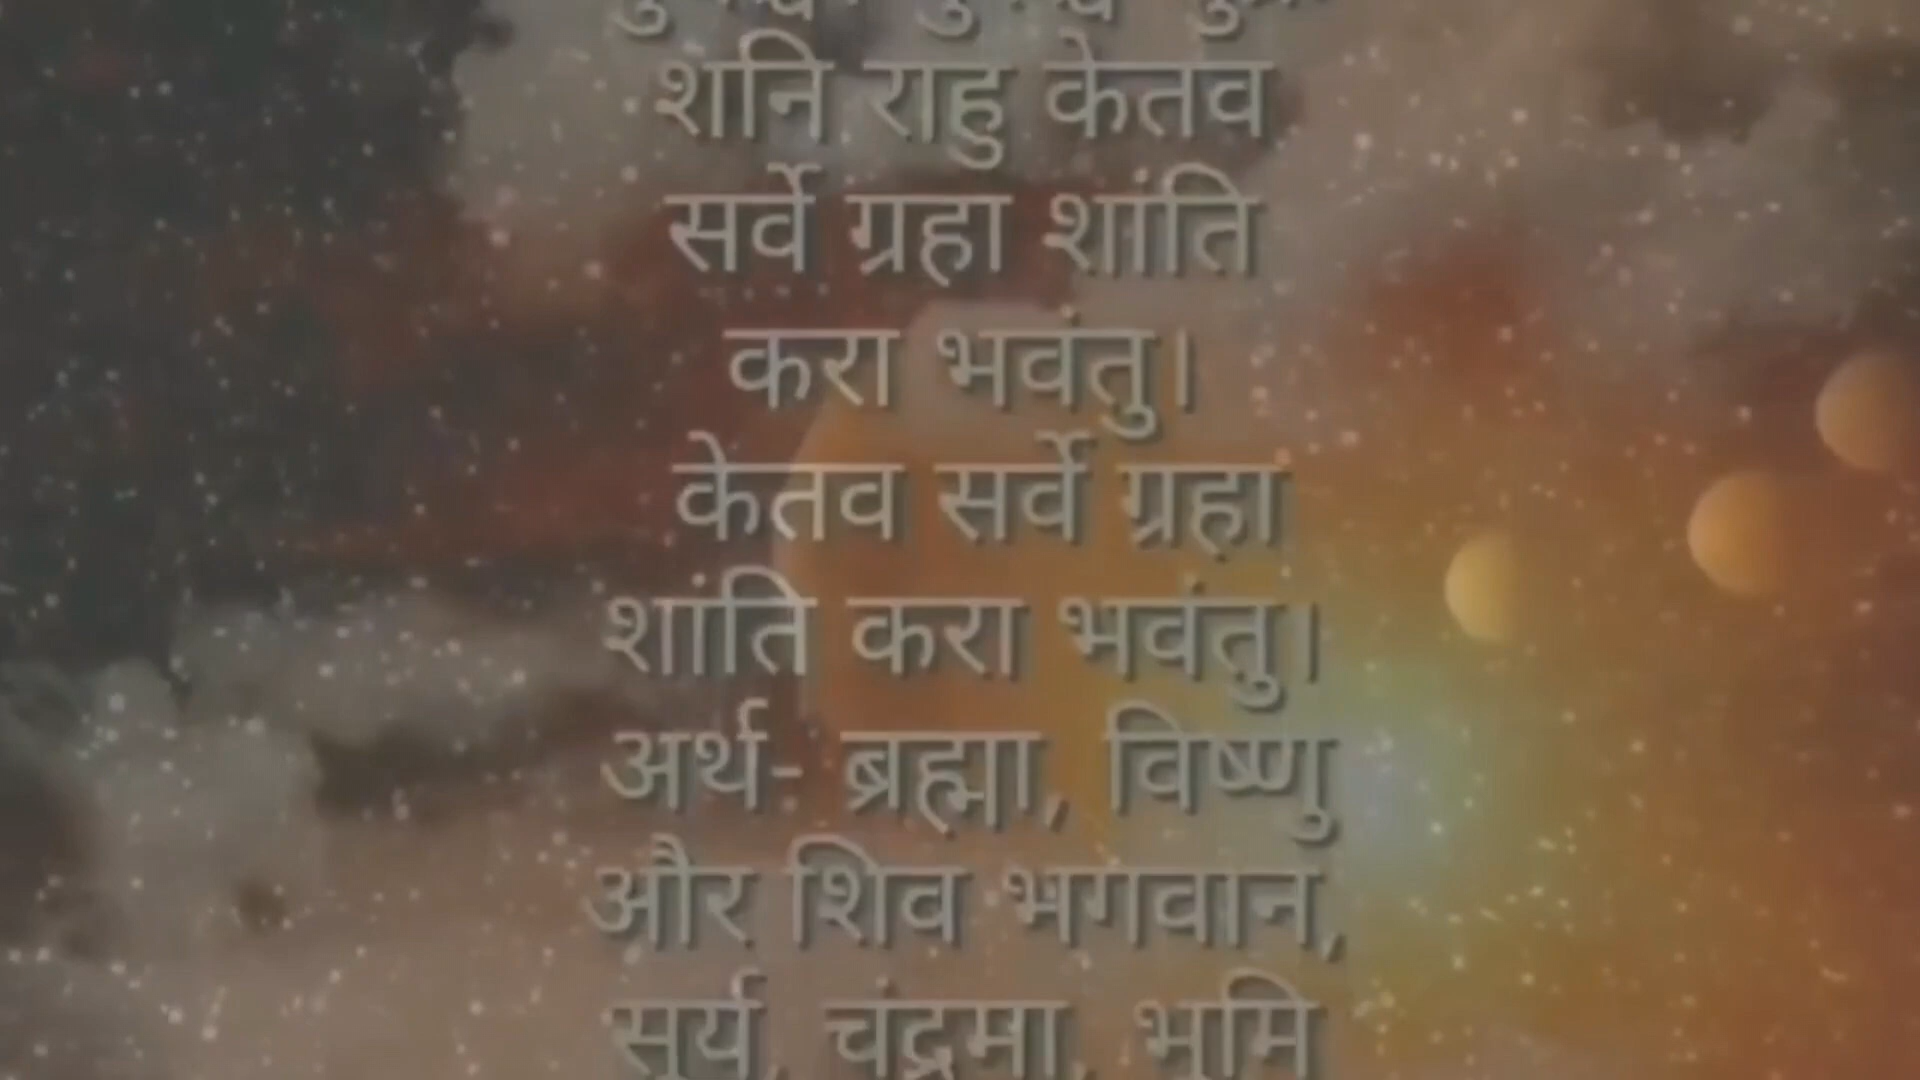 शनि राहु केतव
सर्वे ग्रहा शांति
करा भवंतु।
केतव सर्वे ग्रहा
शांति करा भवंतु।
अर्थ- ब्रह्मा, विष्णु
और शिव भगवान,
सूर्य, चंद्रमा, भूमि